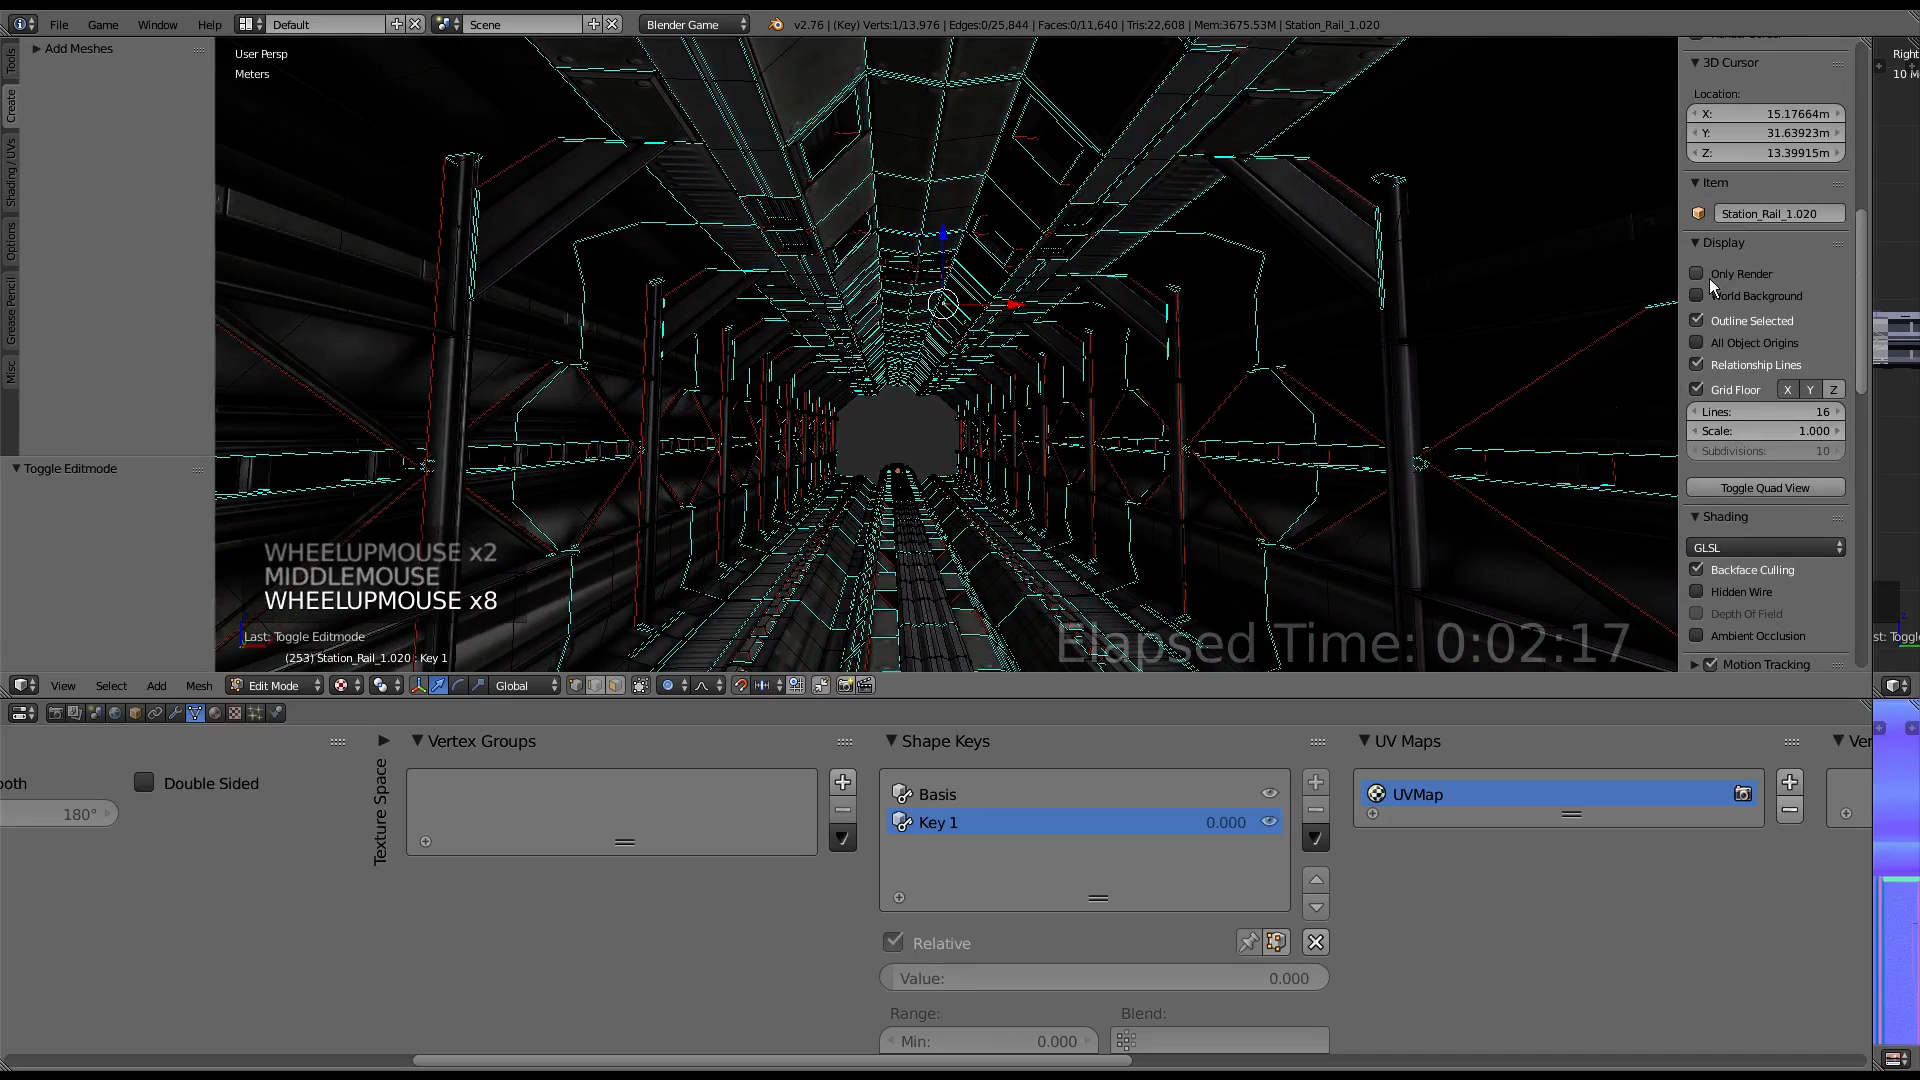 File Game Window Help Default Scene Blender Game v2.76 | (Key) Verts:1/13,976 | Edges:0/25,844 | Faces:0/11,640 | Tris:22,608 | Mem:3675.53M | Station_Rail_1.020
Add Meshes
Tools
Create
Shading / UVs
Options
Grease Pencil
Misc
Toggle Editmode
User Persp
Meters
WHEELUPMOUSE x2
MIDDLEMOUSE
WHEELUPMOUSE x8
Last: Toggle Editmode
(253) Station_Rail_1.020 : Key 1
Elapsed Time: 0:02:17
3D Cursor
Location:
X: 15.17664m
Y: 31.63923m
Z: 13.39915m
Item
Station_Rail_1.020
Display
Only Render
World Background
Outline Selected
All Object Origins
Relationship Lines
Grid Floor X Y Z
Lines: 16
Scale: 1.000
Subdivisions: 10
Toggle Quad View
Shading
GLSL
Backface Culling
Hidden Wire
Depth Of Field
Ambient Occlusion
Motion Tracking
Right
10 M
st: Toggl
View Select Add Mesh Edit Mode Global
ooth
Double Sided
180°
Texture Space
Vertex Groups
Shape Keys
Basis
Key 1 0.000
Relative
Value: 0.000
Range:
Blend:
Min: 0.000
UV Maps
UVMap
Ver